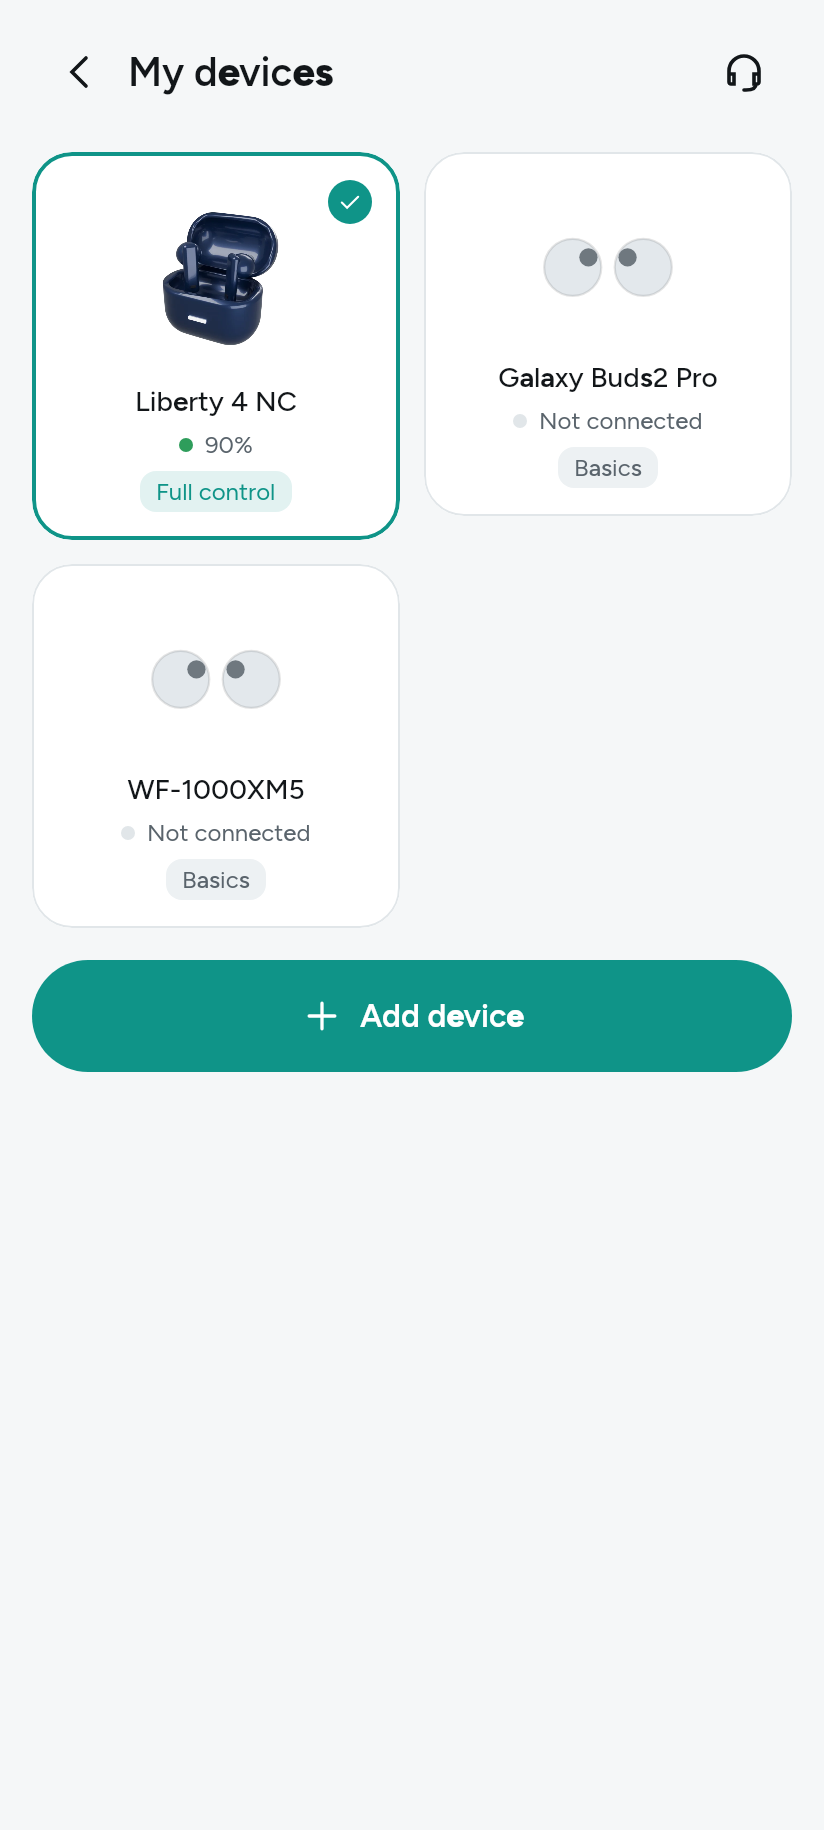 My devices
Liberty 4 NC
90%
Full control
Galaxy Buds2 Pro
Not connected
Basics
WF-1000XM5
Not connected
Basics
Add device